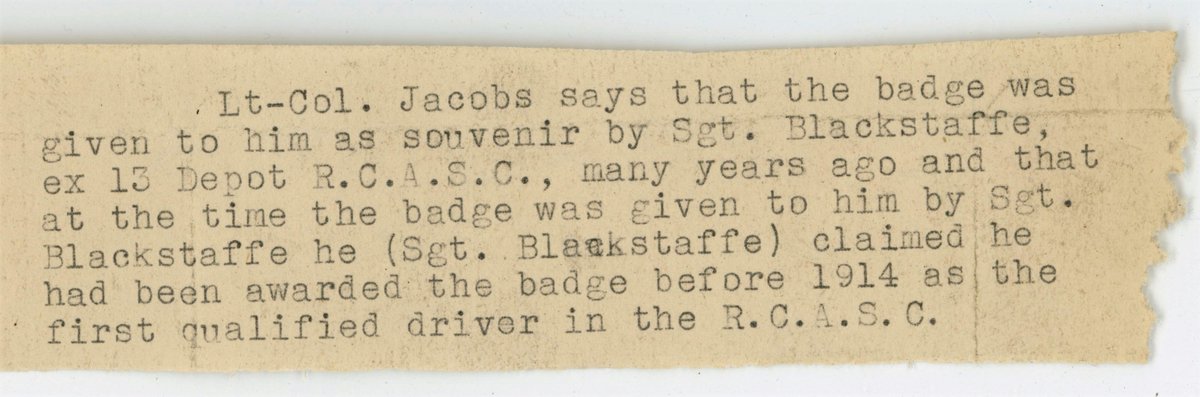 Lt-Col. Jacobs says that the badge was
given to him as souvenir by Sgt. Blackstaffe,
ex 13 Depot R.C.A.S.C., many years ago and that
at the time the badge was given to him by Sgt.
Blackstaffe he (Sgt. Blackstaffe) claimed he
had been awarded the badge before 1914 as the
first qualified driver in the R.C.A.S.C.